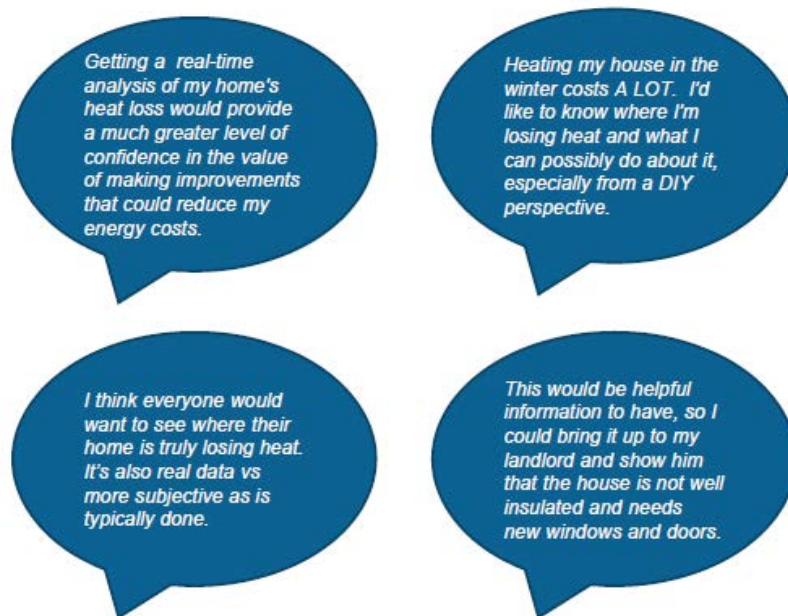 Getting a real-time
analysis of my home's
heat loss would provide
a much greater level of
confidence in the value
of making improvements
that could reduce my
energy costs.
Heating my house in the
winter costs A LOT. I'd
like to know where I'm
losing heat and what I
can possibly do about it,
especially from a DIY
perspective.
I think everyone would
want to see where their
home is truly losing heat.
It's also real data vs
more subjective as is
typically done.
This would be helpful
information to have, so I
could bring it up to my
landlord and show him
that the house is not well
insulated and needs
new windows and doors.